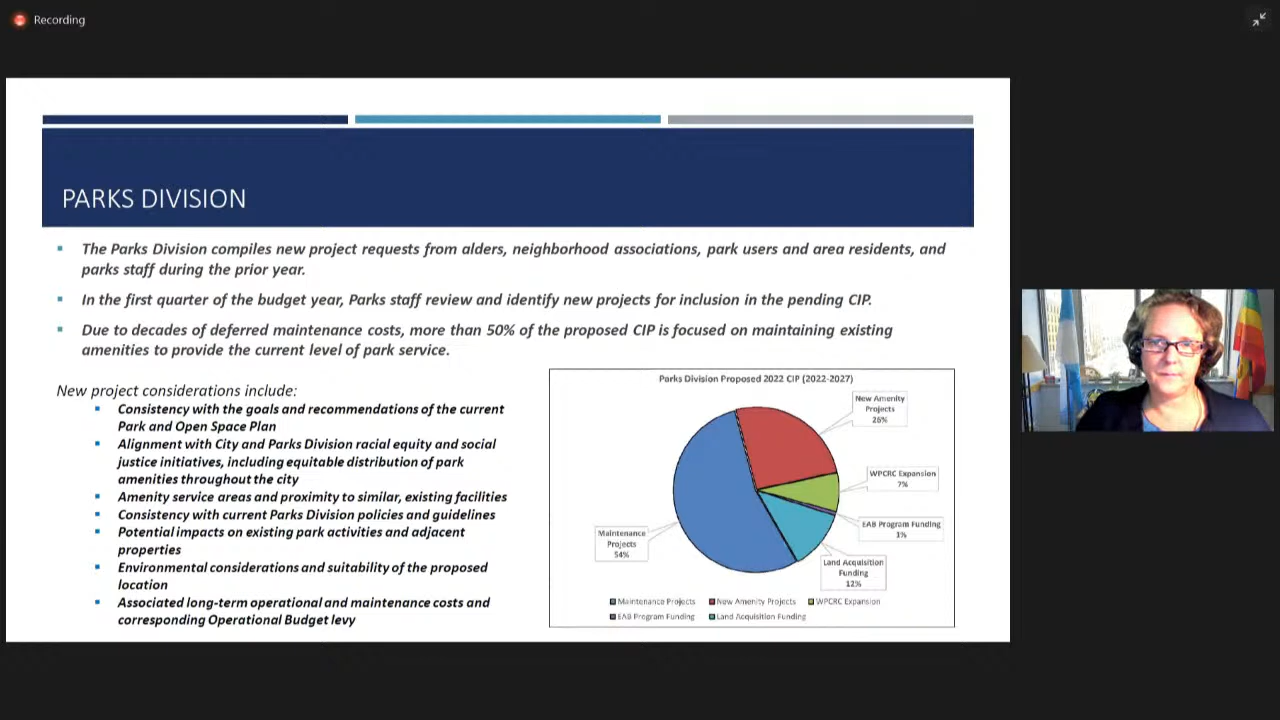 Recording
PARKS DIVISION
The Parks Division compiles new project requests from alders, neighborhood associations, park users and area residents, and
parks staff during the prior year.
In the first quarter of the budget year, Parks staff review and identify new projects for inclusion in the pending CIP.
Due to decades of deferred maintenance costs, more than 50% of the proposed CIP is focused on maintaining existing
amenities to provide the current level of park service.
New project considerations include:
Consistency with the goals and recommendations of the current
Park and Open Space Plan
Alignment with City and Parks Division racial equity and social
justice initiatives, including equitable distribution of park
amenities throughout the city
Amenity service areas and proximity to similar, existing facilities
Consistency with current Parks Division policies and guidelines
Potential impacts on existing park activities and adjacent
properties
Environmental considerations and suitability of the proposed
location
Associated long-term operational and maintenance costs and
corresponding Operational Budget levy
Parks Division Proposed 2022 CIP (2022-2027)
New Amenity
Projects
26%
WPCRC Expansion
7%
EAB Program Funding
1%
Land Acquisition
Funding
12%
Maintenance
Projects
54%
Maintenance Projects
New Amenity Projects
WPCRC Expansion
EAB Program Funding
Land Acquisition Funding